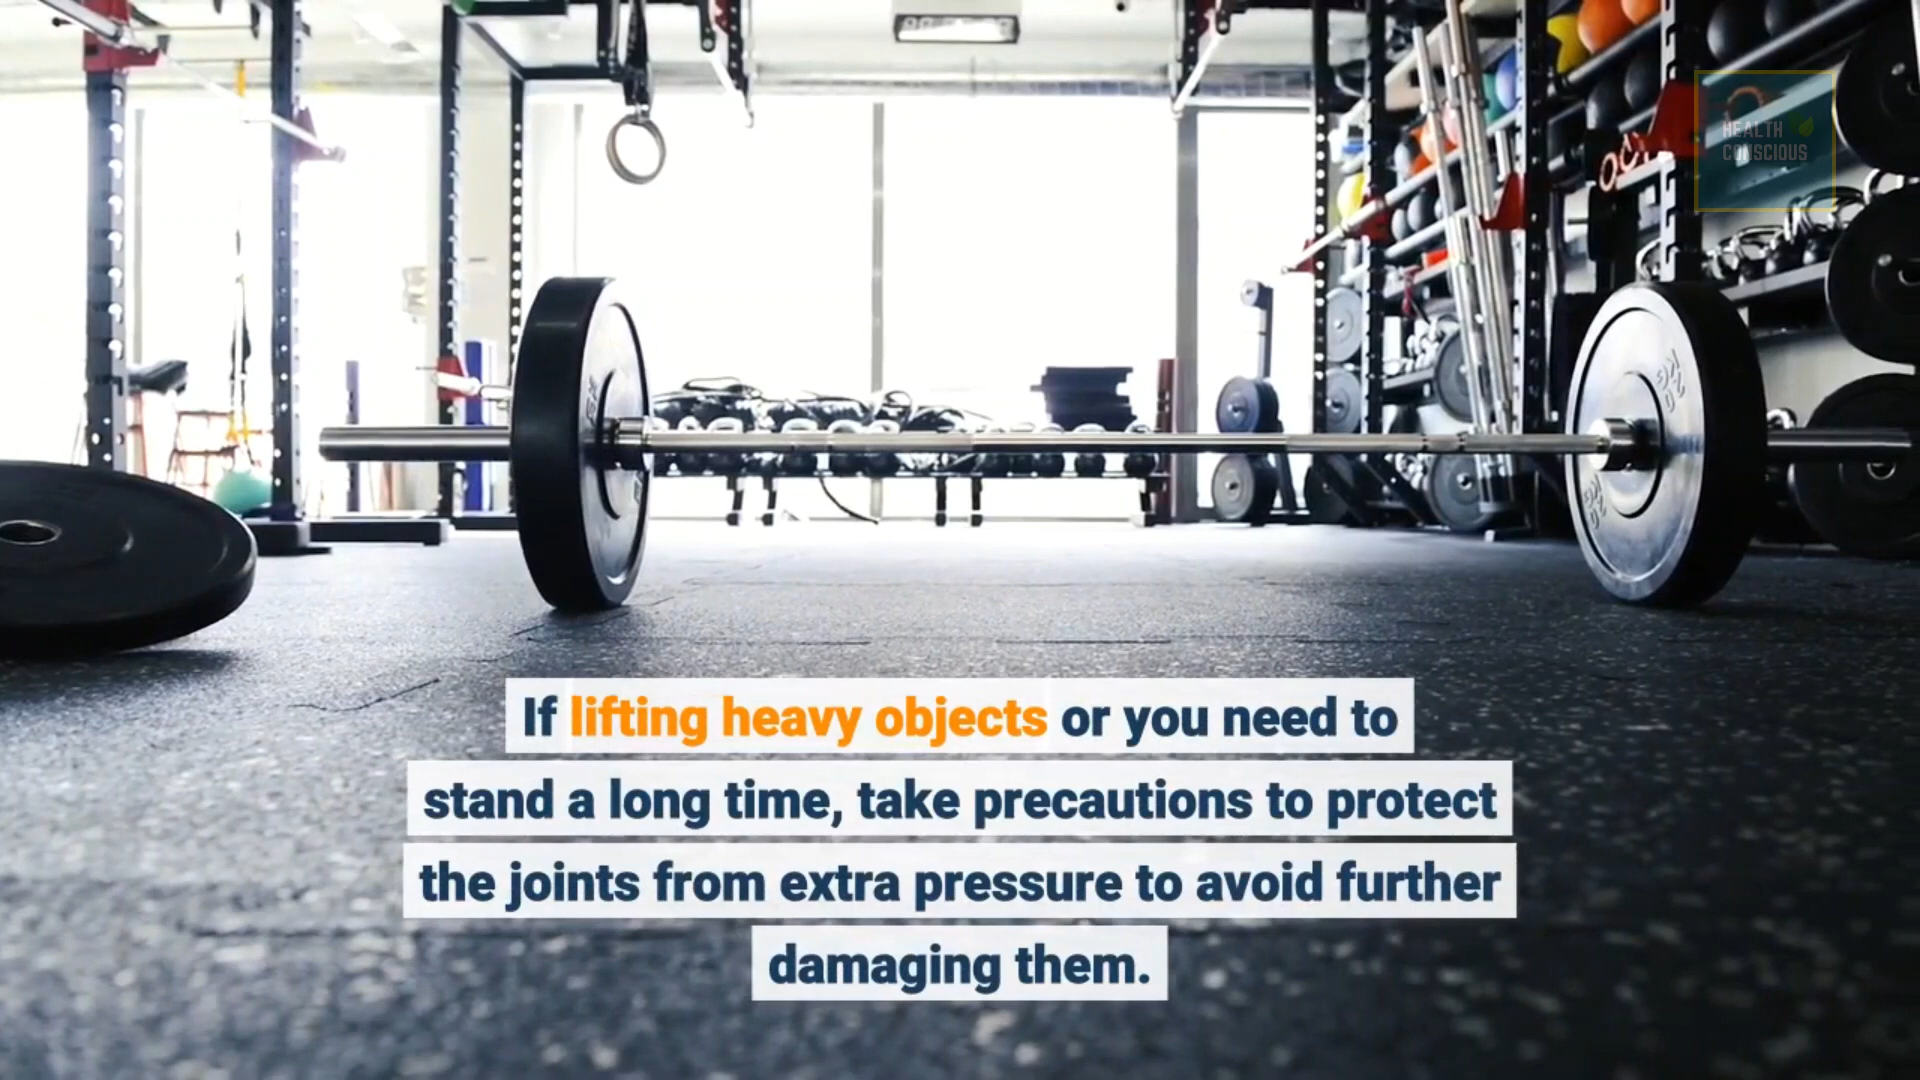 HEALTH
CONSCIOUS
If lifting heavy objects or you need to
stand a long time, take precautions to protect
the joints from extra pressure to avoid further
damaging them.